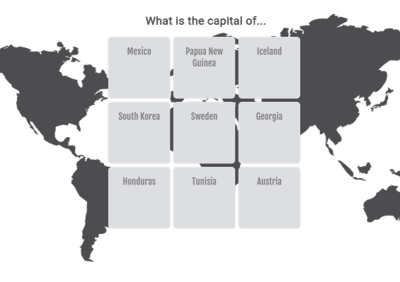 What is the capital of...
Mexico
Papua New
Guinea
Iceland
South Korea
Sweden
Georgia
Honduras
Tunisia
Austria